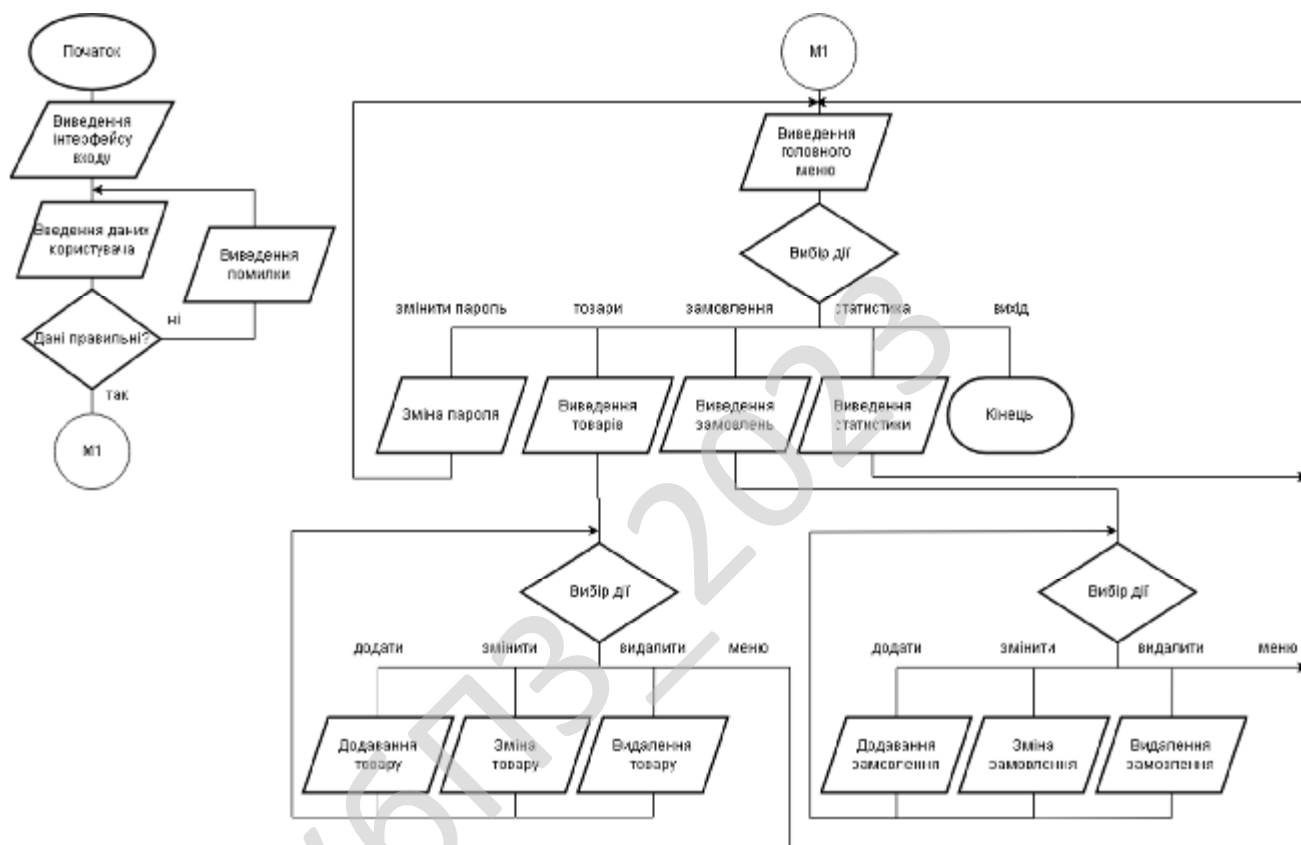 Початок
Виведення
інтерфейсу
входу
Введення даних
користувача
Виведення
помилки
Дані правильні?
ні
так
М1
М1
Виведення
головного
меню
Вибір дії
змінити пароль
товари
замовлення
статистика
вихід
Зміна пароля
Виведення
товарів
Виведення
замовлень
Виведення
статистики
Кінець
Вибір дії
додати
змінити
видалити
меню
Додавання
товару
Зміна
товару
Видалення
товару
Вибір дії
додати
змінити
видалити
меню
Додавання
замовлення
Зміна
замовлення
Видалення
замовлення
бПЗ_2023